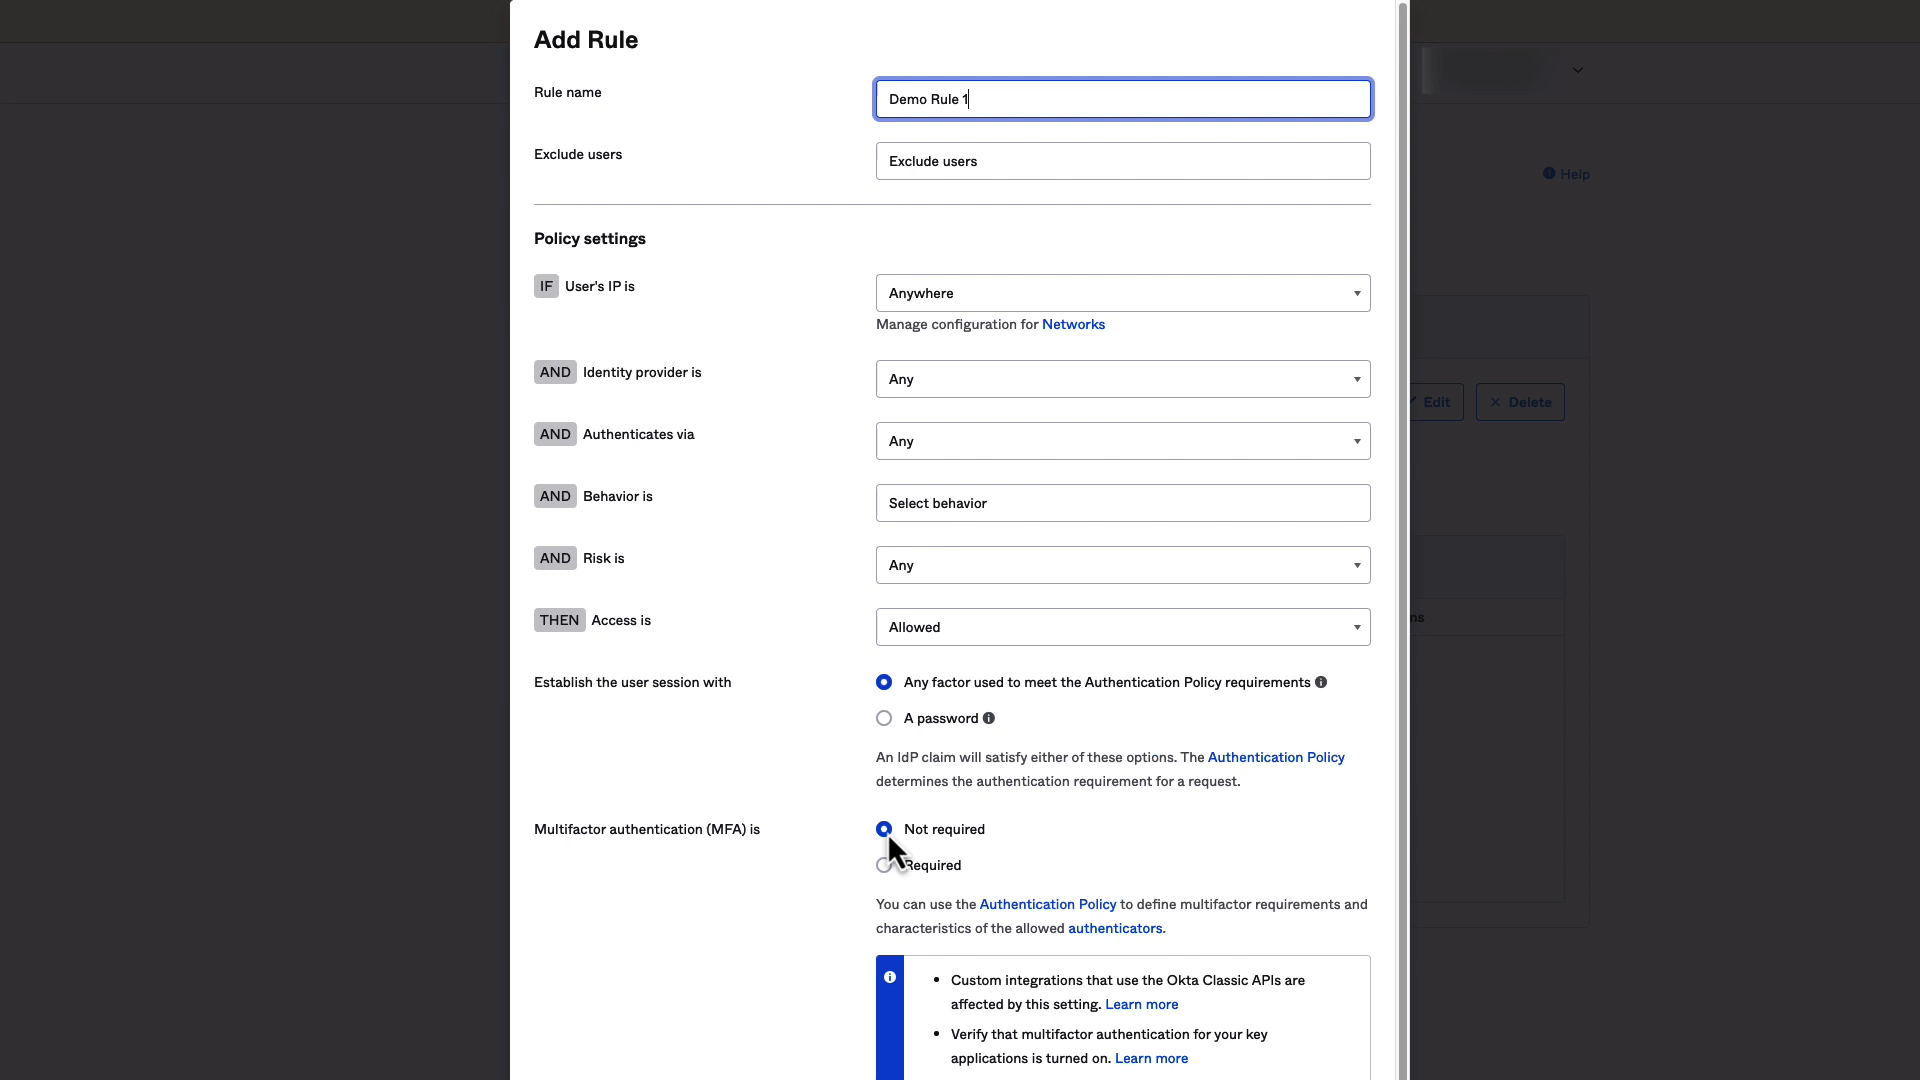 Add Rule
Rule name
Demo Rule 1
Exclude users
Exclude users
Help
Policy settings
IF User's IP is
Anywhere
Manage configuration for Networks
AND Identity provider is
Any
Edit
Delete
AND Authenticates via
Any
AND Behavior is
Select behavior
AND Risk is
Any
THEN Access is
Allowed
ns
Establish the user session with
Any factor used to meet the Authentication Policy requirements
A password
An IdP claim will satisfy either of these options. The Authentication Policy
determines the authentication requirement for a request.
Multifactor authentication (MFA) is
Not required
Required
You can use the Authentication Policy to define multifactor requirements and
characteristics of the allowed authenticators.
• Custom integrations that use the Okta Classic APIs are
affected by this setting. Learn more
• Verify that multifactor authentication for your key
applications is turned on. Learn more